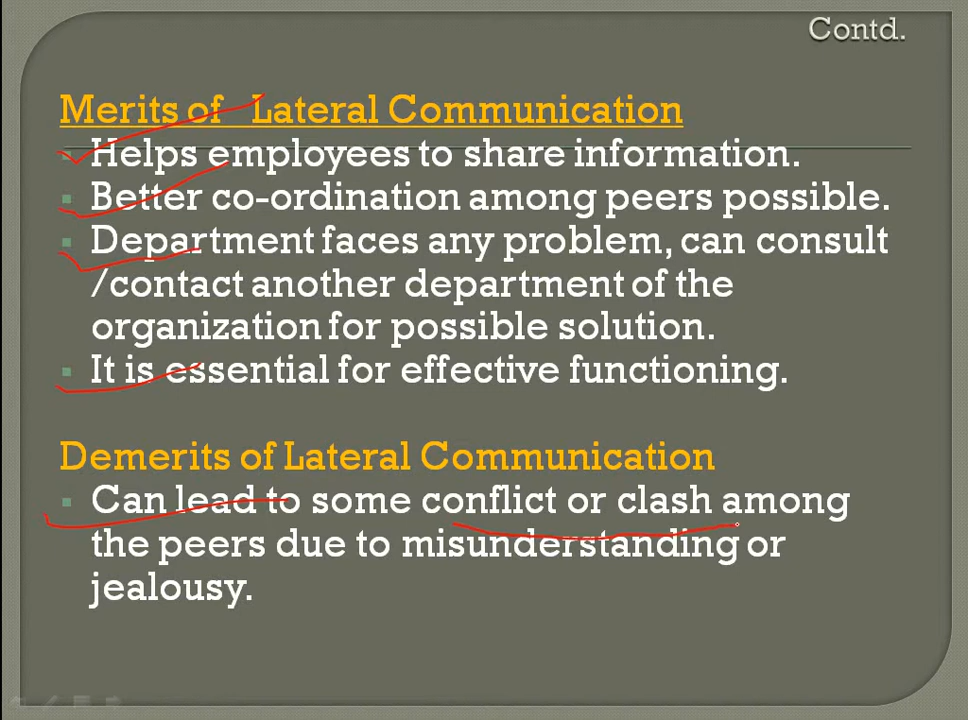 Contd.
Merits of Lateral Communication
▪ Helps employees to share information.
▪ Better co-ordination among peers possible.
▪ Department faces any problem, can consult
/contact another department of the
organization for possible solution.
▪ It is essential for effective functioning.
Demerits of Lateral Communication
▪ Can lead to some conflict or clash among
the peers due to misunderstanding or
jealousy.